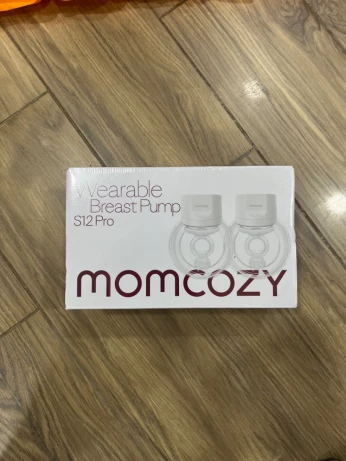 Wearable
Breast Pump
S12 Pro
momcozy